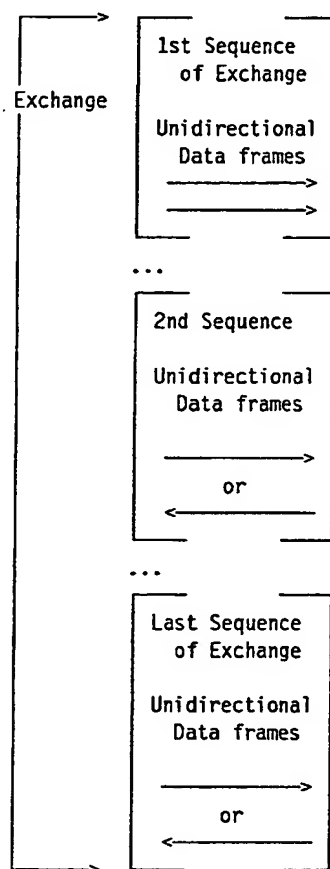 1st Sequence
of Exchange
Exchange
Unidirectional
Data frames
...
2nd Sequence
Unidirectional
Data frames
or
...
Last Sequence
of Exchange
Unidirectional
Data frames
or